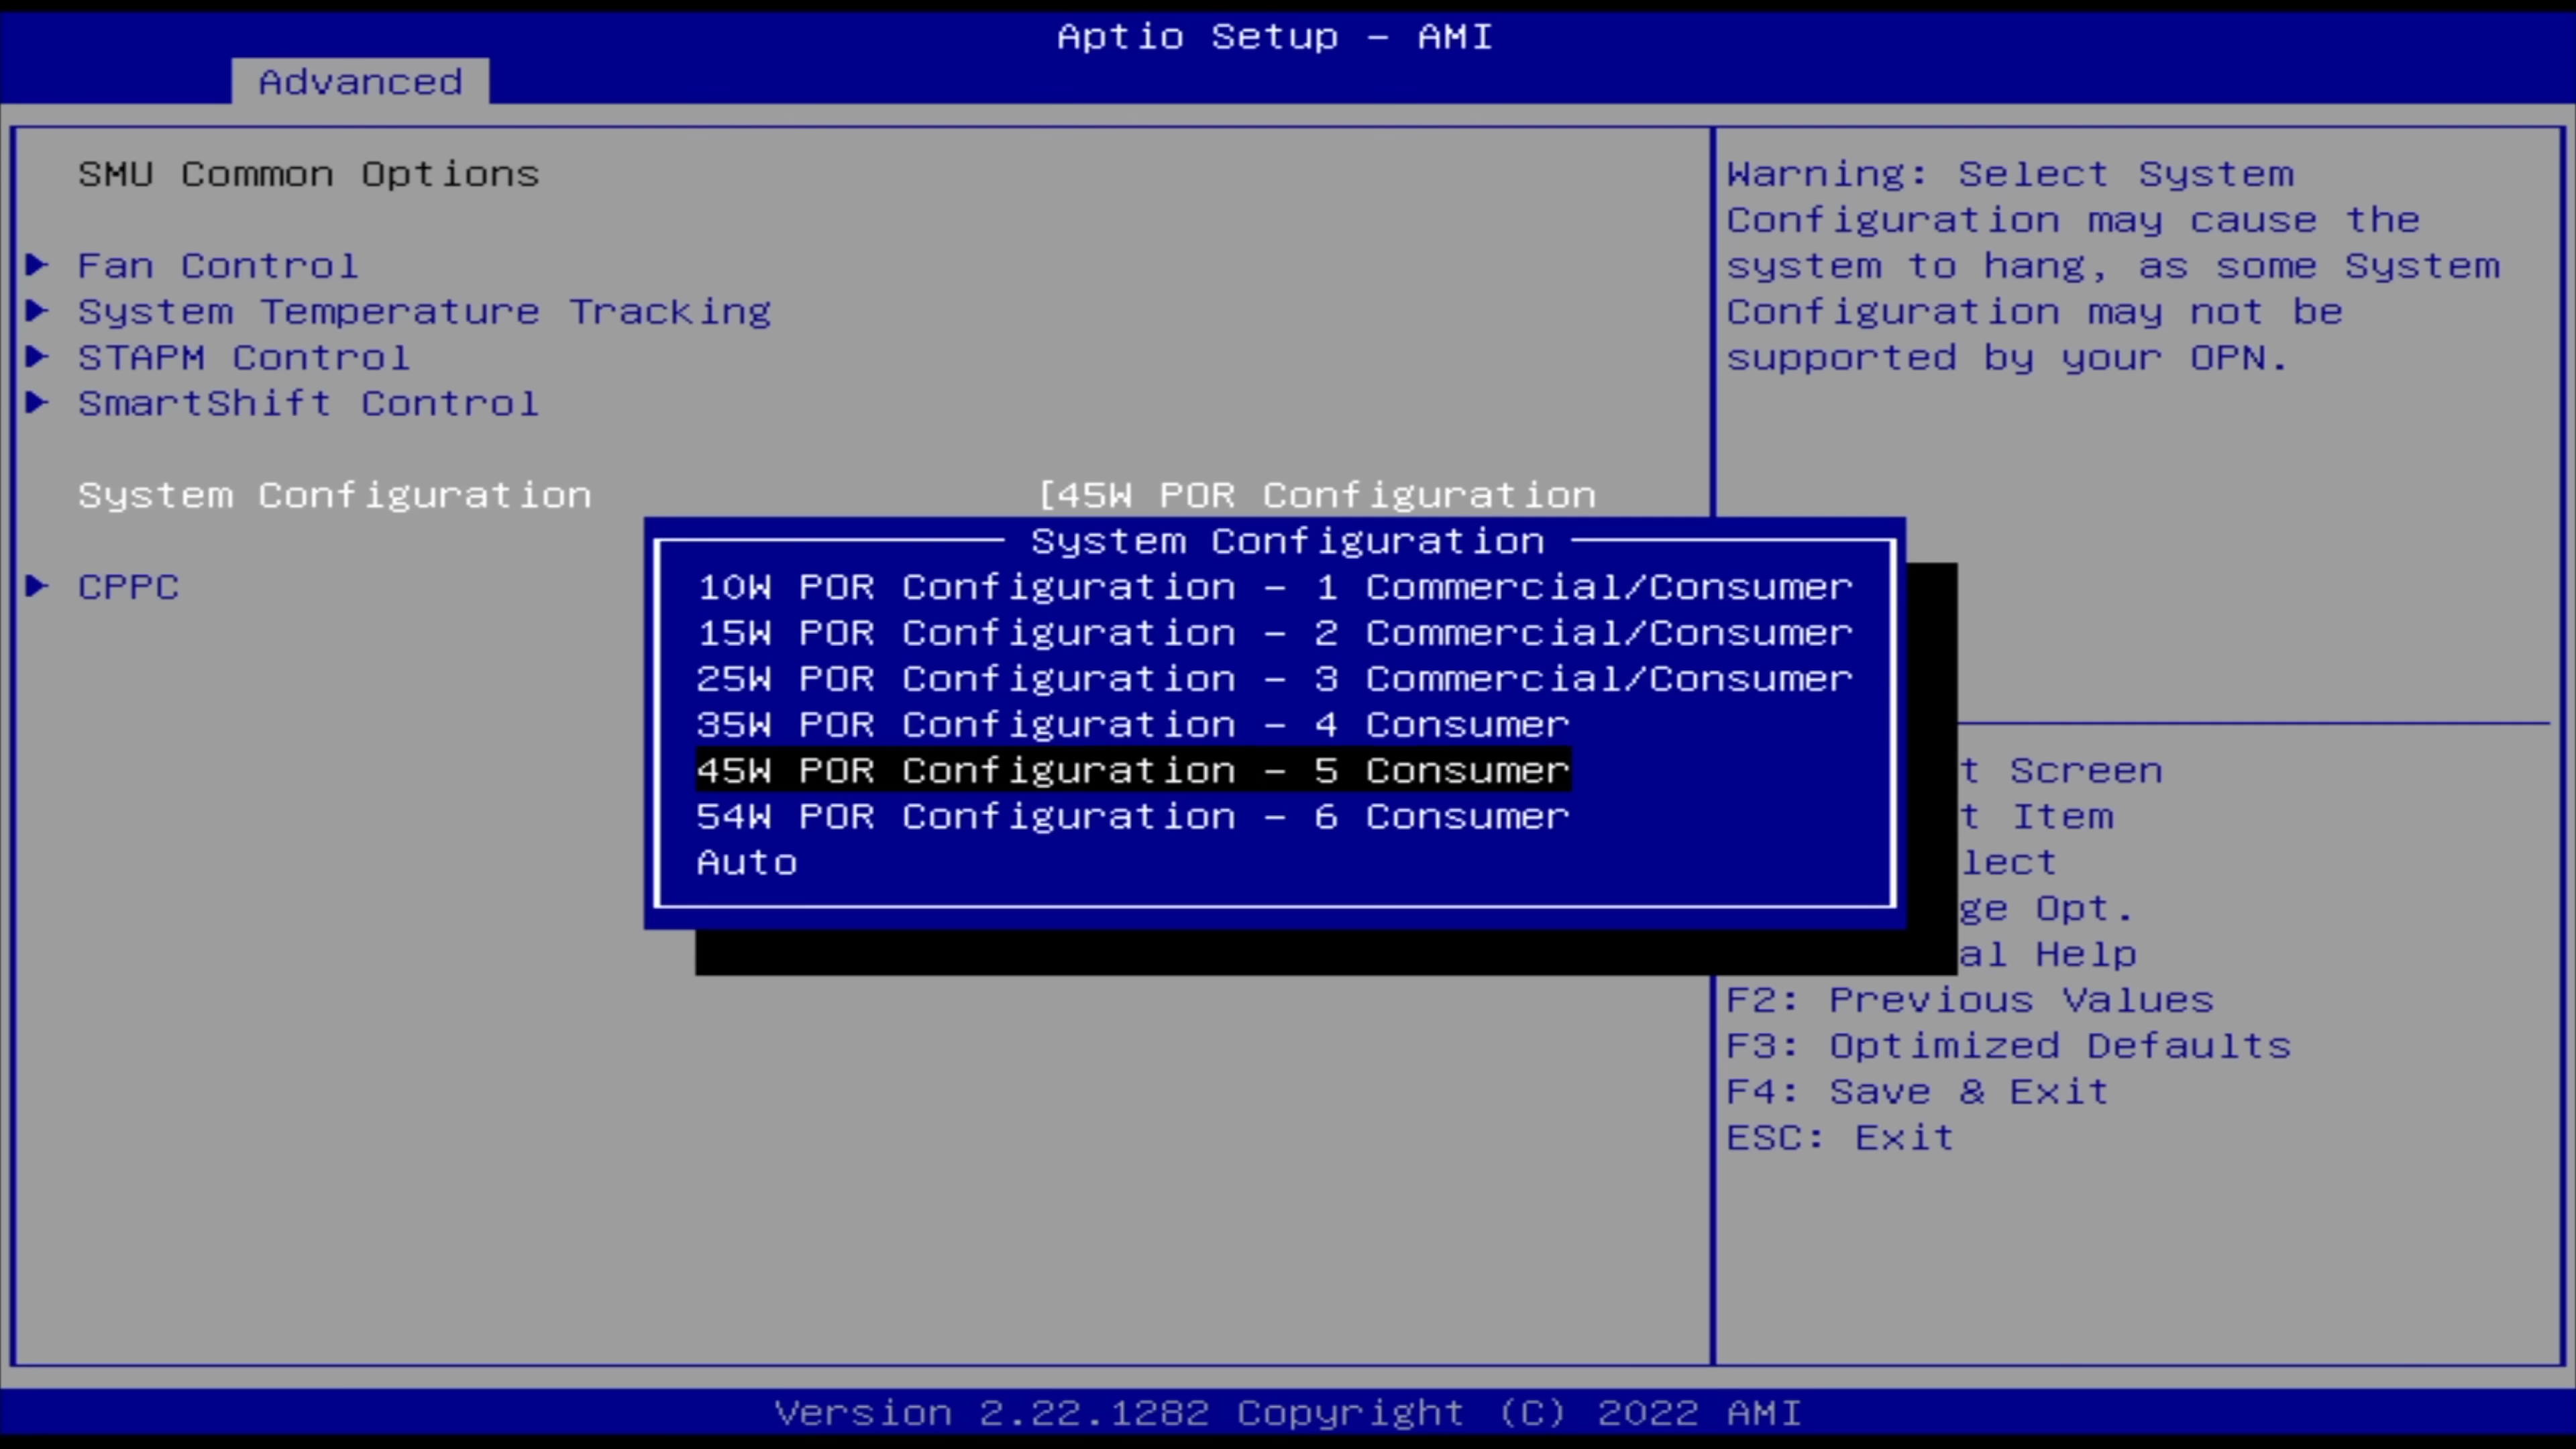 Aptio Setup - AMI
Advanced
SMU Common Options
Fan Control
System Temperature Tracking
STAPM Control
SmartShift Control
System Configuration [45W POR Configuration
CPPC
System Configuration
10W POR Configuration - 1 Commercial/Consumer
15W POR Configuration - 2 Commercial/Consumer
25W POR Configuration - 3 Commercial/Consumer
35W POR Configuration - 4 Consumer
45W POR Configuration - 5 Consumer
54W POR Configuration - 6 Consumer
Auto
Warning: Select System
Configuration may cause the
system to hang, as some System
Configuration may not be
supported by your OPN.
t Screen
t Item
lect
ge Opt.
al Help
F2: Previous Values
F3: Optimized Defaults
F4: Save & Exit
ESC: Exit
Version 2.22.1282 Copyright (C) 2022 AMI